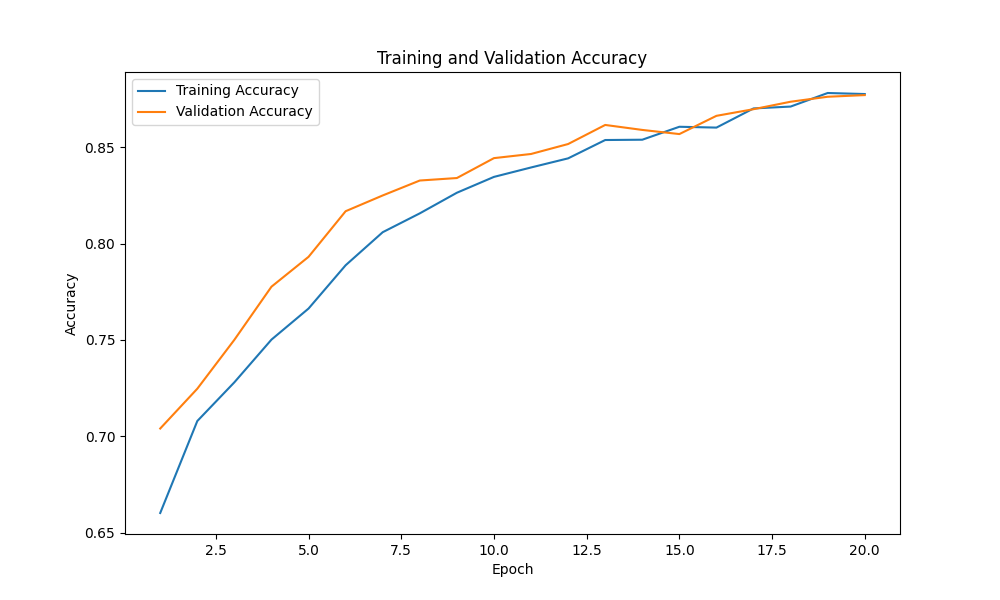 Training and Validation Accuracy
Training Accuracy
Validation Accuracy
Accuracy
0.85
0.80
0.75
0.70
0.65
2.5 5.0 7.5 10.0 12.5 15.0 17.5 20.0
Epoch